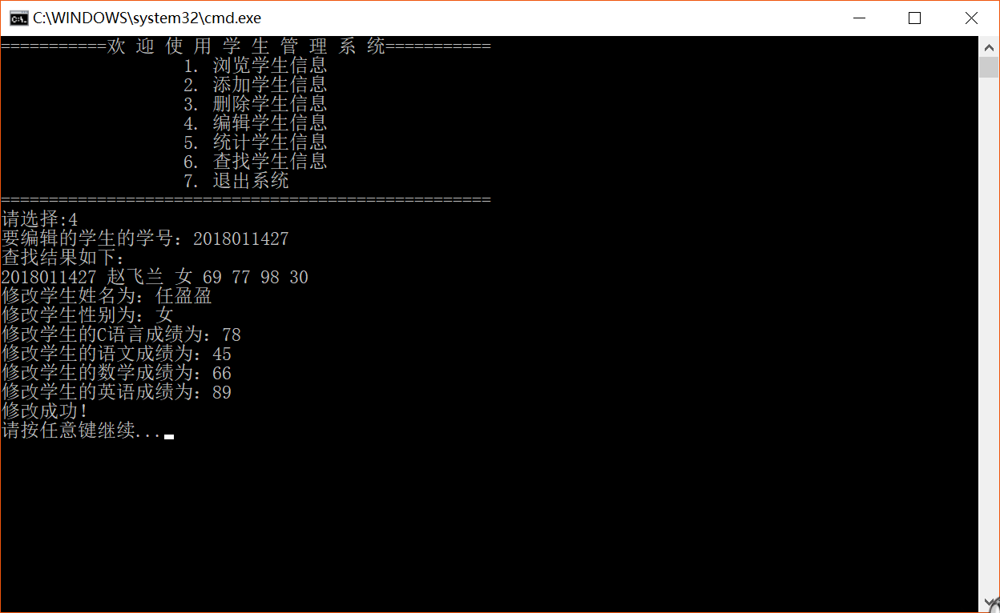 C:\WINDOWS\system32\cmd.exe
===========欢 迎 使 用 学 生 管 理 系 统===========
1. 浏览学生信息
2. 添加学生信息
3. 删除学生信息
4. 编辑学生信息
5. 统计学生信息
6. 查找学生信息
7. 退出系统
===================================================
请选择:4
要编辑的学生的学号：2018011427
查找结果如下：
2018011427 赵飞兰 女 69 77 98 30
修改学生姓名为：任盈盈
修改学生性别为：女
修改学生的C语言成绩为：78
修改学生的语文成绩为：45
修改学生的数学成绩为：66
修改学生的英语成绩为：89
修改成功！
请按任意键继续...